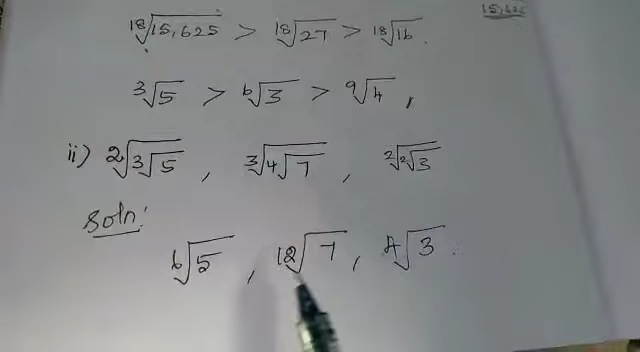 15,625
¹⁸√15,625 > ¹⁸√27 > ¹⁸√16.
³√5 > ⁶√3 > ⁹√4,
ii) ²√³√5, ³√⁴√7, ²√²√3
Soln:
⁶√5, ¹²√7, ⁴√3.